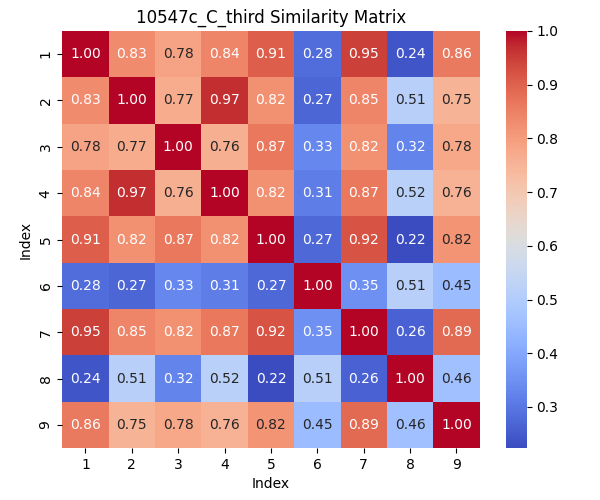 10547c_C_third Similarity Matrix
1 1.00 0.83 0.78 0.84 0.91 0.28 0.95 0.24 0.86
2 0.83 1.00 0.77 0.97 0.82 0.27 0.85 0.51 0.75
3 0.78 0.77 1.00 0.76 0.87 0.33 0.82 0.32 0.78
4 0.84 0.97 0.76 1.00 0.82 0.31 0.87 0.52 0.76
5 0.91 0.82 0.87 0.82 1.00 0.27 0.92 0.22 0.82
6 0.28 0.27 0.33 0.31 0.27 1.00 0.35 0.51 0.45
7 0.95 0.85 0.82 0.87 0.92 0.35 1.00 0.26 0.89
8 0.24 0.51 0.32 0.52 0.22 0.51 0.26 1.00 0.46
9 0.86 0.75 0.78 0.76 0.82 0.45 0.89 0.46 1.00
1 2 3 4 5 6 7 8 9
Index
Index
1.0
0.9
0.8
0.7
0.6
0.5
0.4
0.3